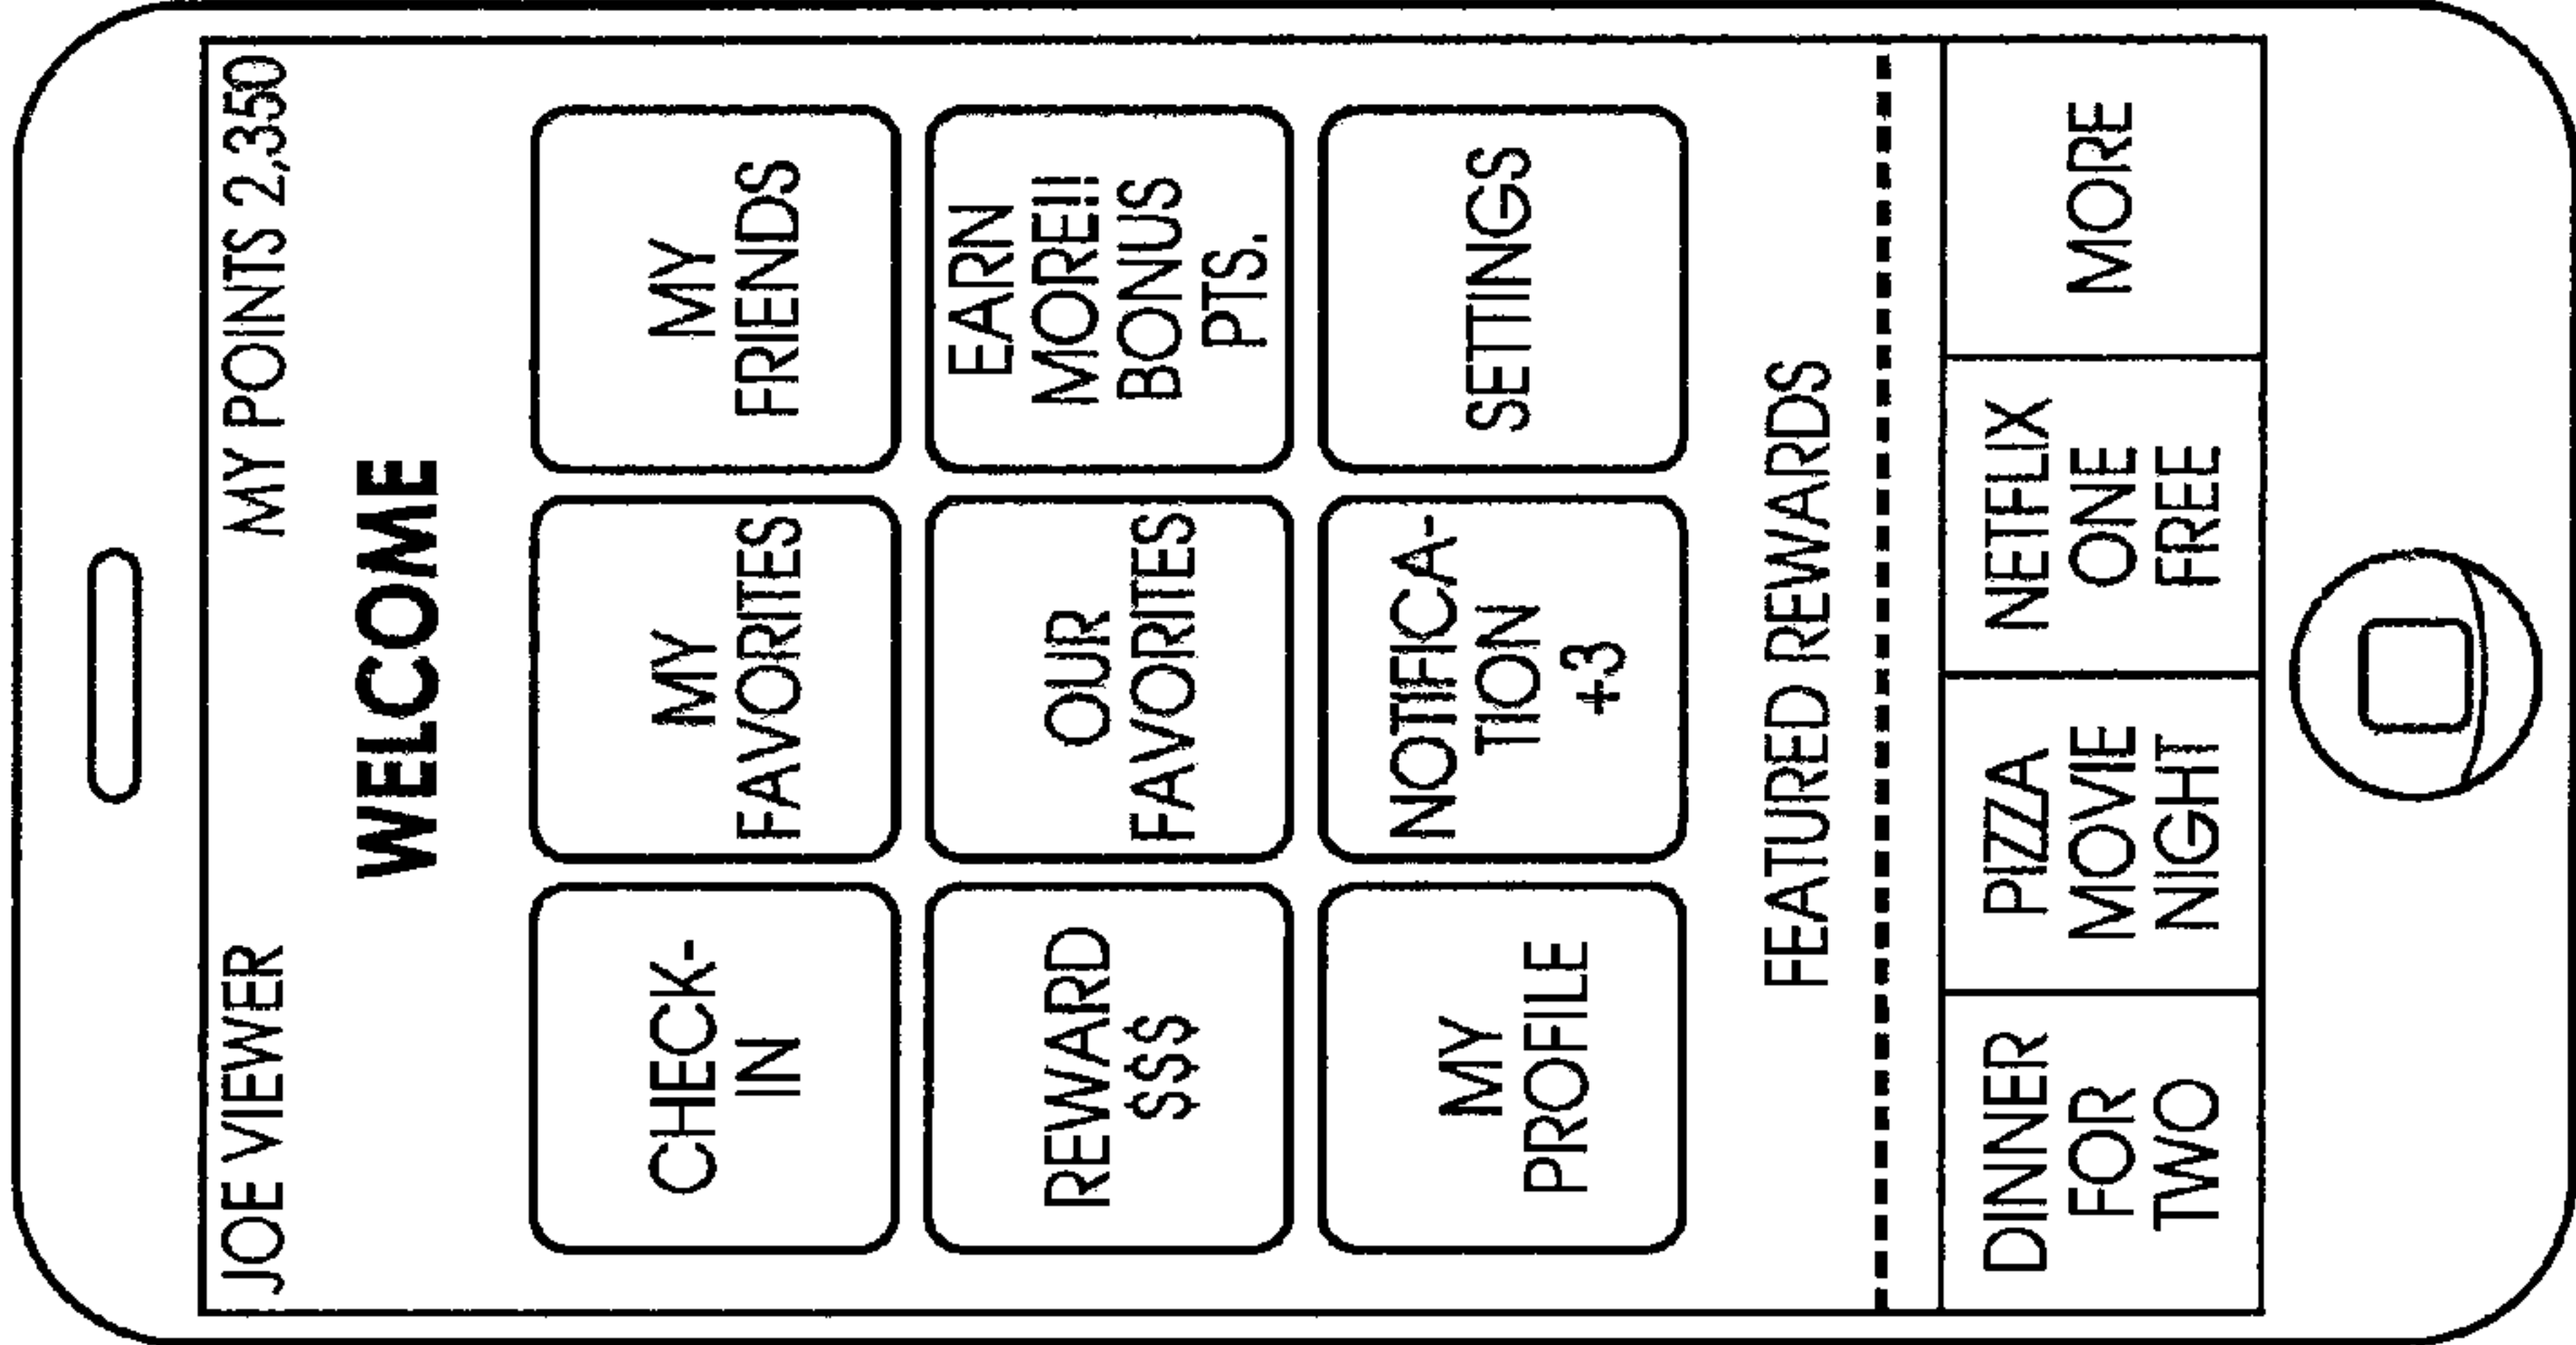 JOE VIEWER MY POINTS 2,350
WELCOME
CHECK-
IN
MY
FAVORITES
MY
FRIENDS
REWARD
$$$
OUR
FAVORITES
EARN
MORE!!!
BONUS
PTS.
MY
PROFILE
NOTIFICA-
TION
+3
SETTINGS
FEATURED REWARDS
DINNER
FOR
TWO
PIZZA
MOVIE
NIGHT
NETFLIX
ONE
FREE
MORE